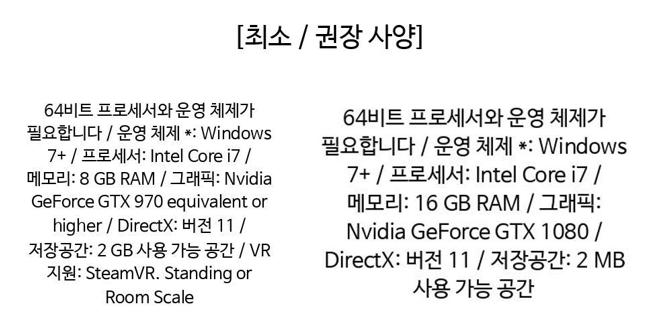 [최소 / 권장 사양]
64비트 프로세서와 운영 체제가
필요합니다 / 운영 체제 *: Windows
7+ / 프로세서: Intel Core i7 /
메모리: 8 GB RAM / 그래픽: Nvidia
GeForce GTX 970 equivalent or
higher / DirectX: 버전 11 /
저장공간: 2 GB 사용 가능 공간 / VR
지원: SteamVR. Standing or
Room Scale
64비트 프로세서와 운영 체제가
필요합니다 / 운영 체제 *: Windows
7+ / 프로세서: Intel Core i7 /
메모리: 16 GB RAM / 그래픽:
Nvidia GeForce GTX 1080 /
DirectX: 버전 11 / 저장공간: 2 MB
사용 가능 공간